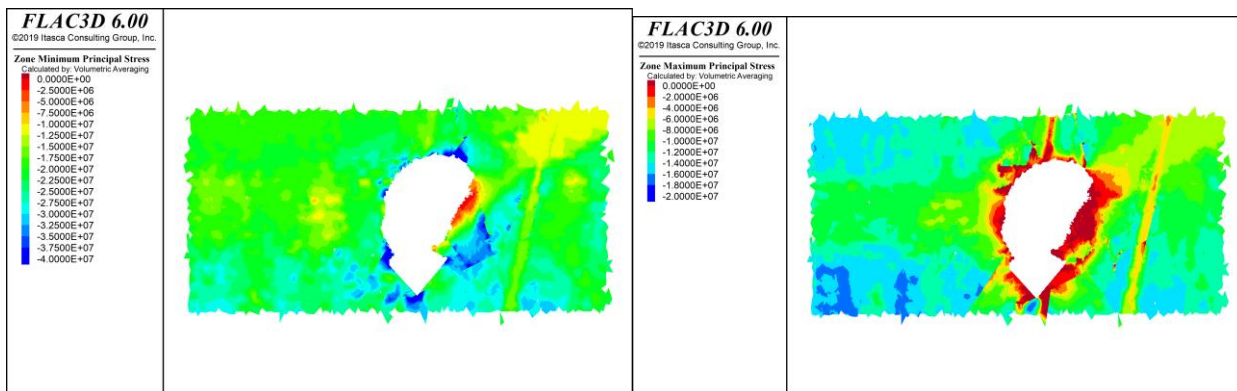 FLAC3D 6.00
©2019 Itasca Consulting Group, Inc.
Zone Minimum Principal Stress
Calculated by: Volumetric Averaging
0.0000E+00
-2.5000E+06
-5.0000E+06
-7.5000E+06
-1.0000E+07
-1.2500E+07
-1.5000E+07
-1.7500E+07
-2.0000E+07
-2.2500E+07
-2.5000E+07
-2.7500E+07
-3.0000E+07
-3.2500E+07
-3.5000E+07
-3.7500E+07
-4.0000E+07
FLAC3D 6.00
©2019 Itasca Consulting Group, Inc.
Zone Maximum Principal Stress
Calculated by: Volumetric Averaging
0.0000E+00
-2.0000E+06
-4.0000E+06
-6.0000E+06
-8.0000E+06
-1.0000E+07
-1.2000E+07
-1.4000E+07
-1.6000E+07
-1.8000E+07
-2.0000E+07